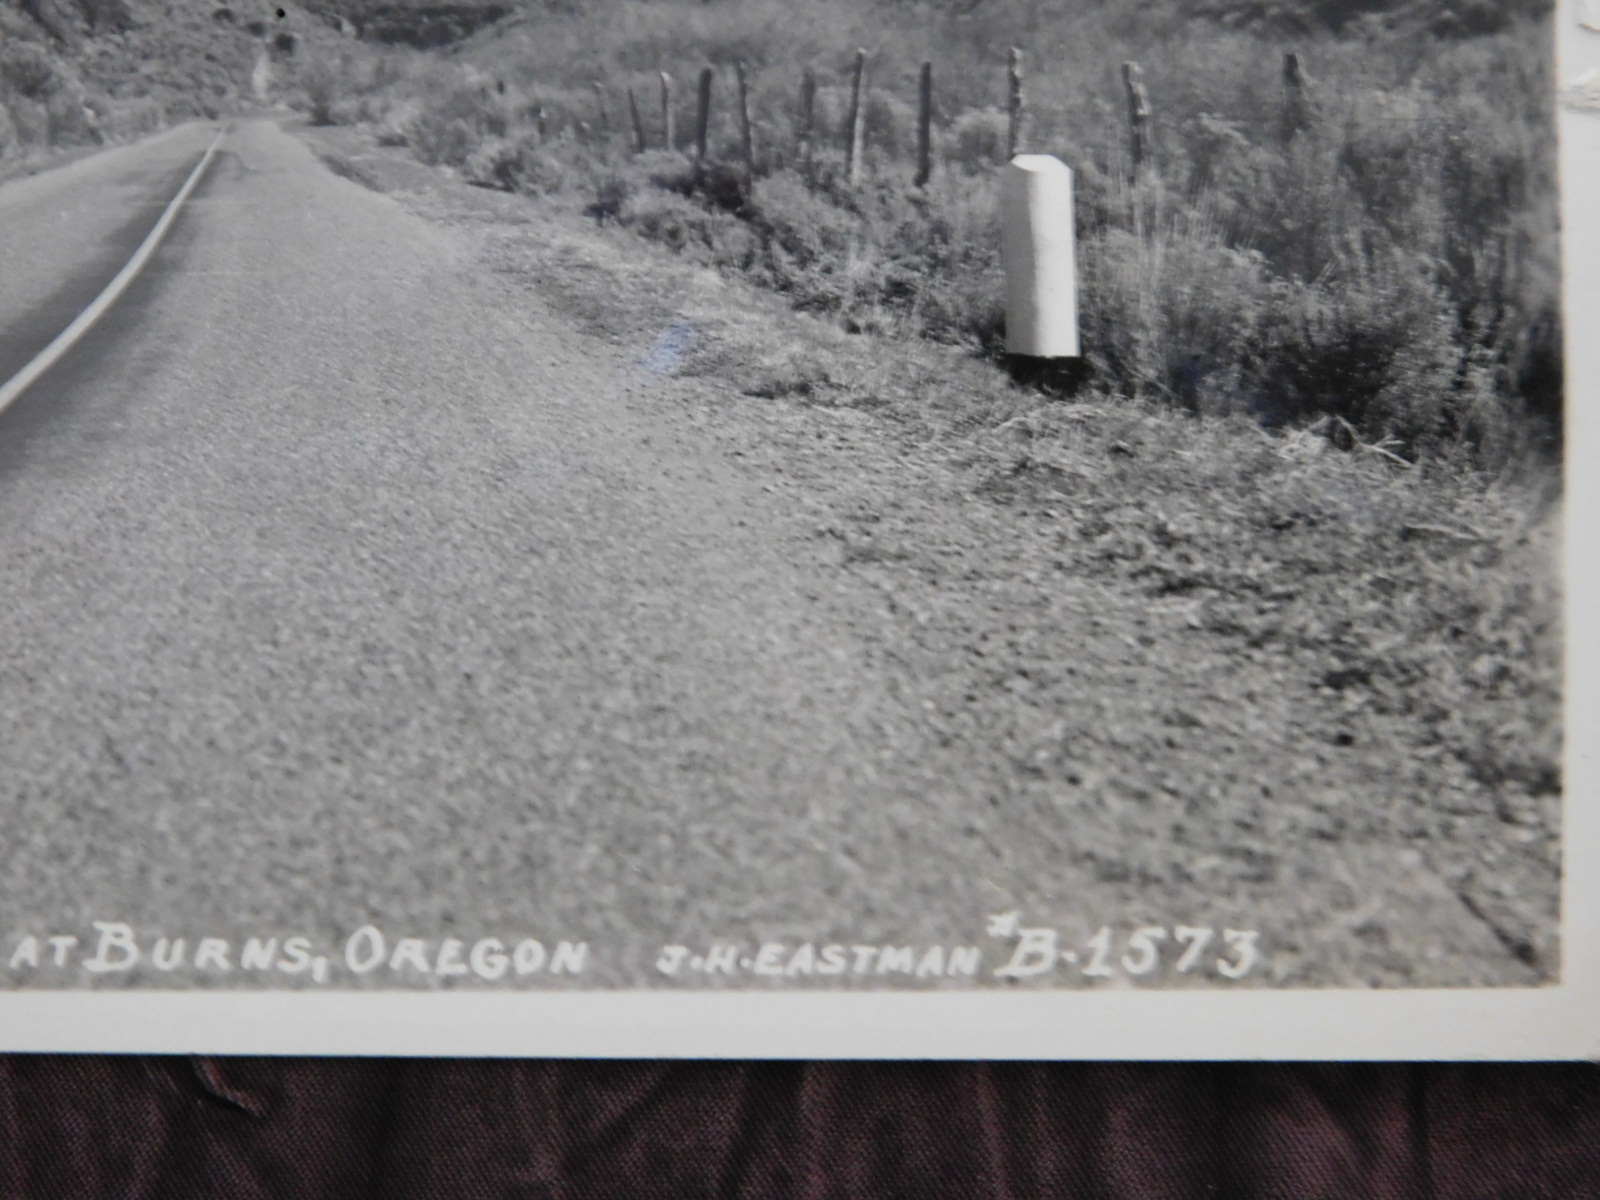 AT BURNS, OREGON J.H. EASTMAN #B-1573